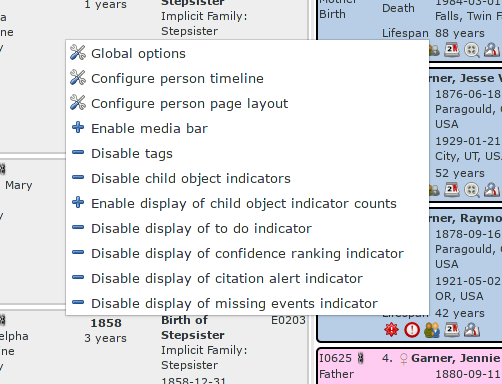 1 years
Stepsister
Implicit Family:
Stepsister
Mother
Birth
Death
1984-03-01
Falls, Twin F
Lifespan 88 years
Global options
Configure person timeline
Configure person page layout
Enable media bar
Disable tags
Disable child object indicators
Enable display of child object indicator counts
Disable display of to do indicator
Disable display of confidence ranking indicator
Disable display of citation alert indicator
Disable display of missing events indicator
rner, Jesse V
1876-06-18
Paragould, C
USA
1929-01-21
City, UT, US
52 years
Mary
rner, Raymo
1878-09-16
Paragould, C
USA
1921-05-02
OR, USA
Lifespan 42 years
elpha
ne
1858
3 years
Birth of
Stepsister
Implicit Family:
Stepsister
1858-12-31
E0203
I0625
4. ♀ Garner, Jennie
Father
1880-09-11